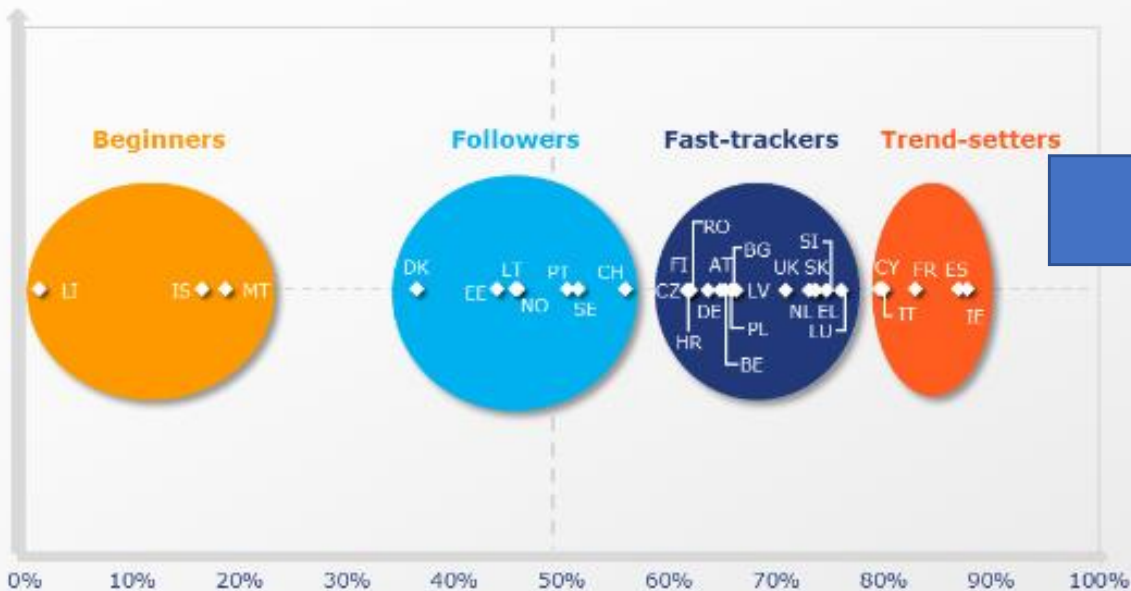 Beginners
Followers
Fast-trackers
Trend-setters
LI
IS
MT
DK
EE
LT
NO
PT
SE
CH
FI
RO
CZ
HR
AT
DE
BG
LV
PL
BE
UK
SI
SK
NL
EL
LU
CY
IT
FR
ES
IE
0% 10% 20% 30% 40% 50% 60% 70% 80% 90% 100%